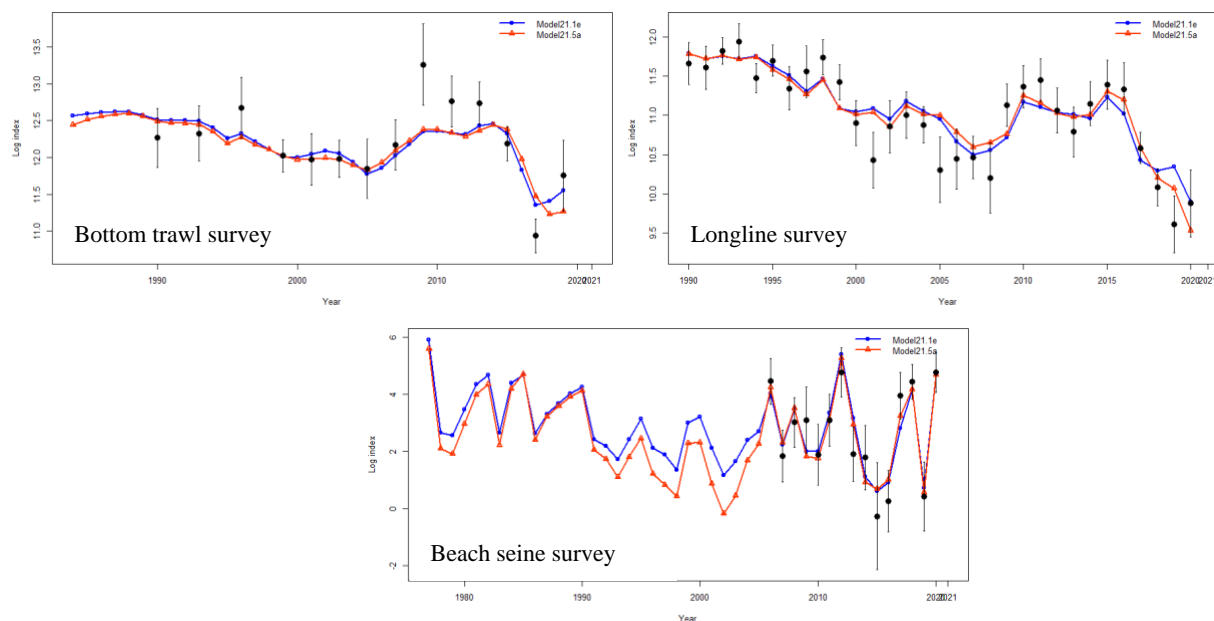 Model21.1e
Model21.5a
Log index
13.5
13.0
12.5
12.0
11.5
11.0
Bottom trawl survey
1990
2000
2010
2020
2021
Year
Model21.1e
Model21.5a
Log index
12.0
11.5
11.0
10.5
10.0
9.5
Longline survey
1990
1995
2000
2005
2010
2015
2020
2021
Year
Model21.1e
Model21.5a
Log index
6
4
2
0
-2
Beach seine survey
1980
1990
2000
2010
2020
2021
Year